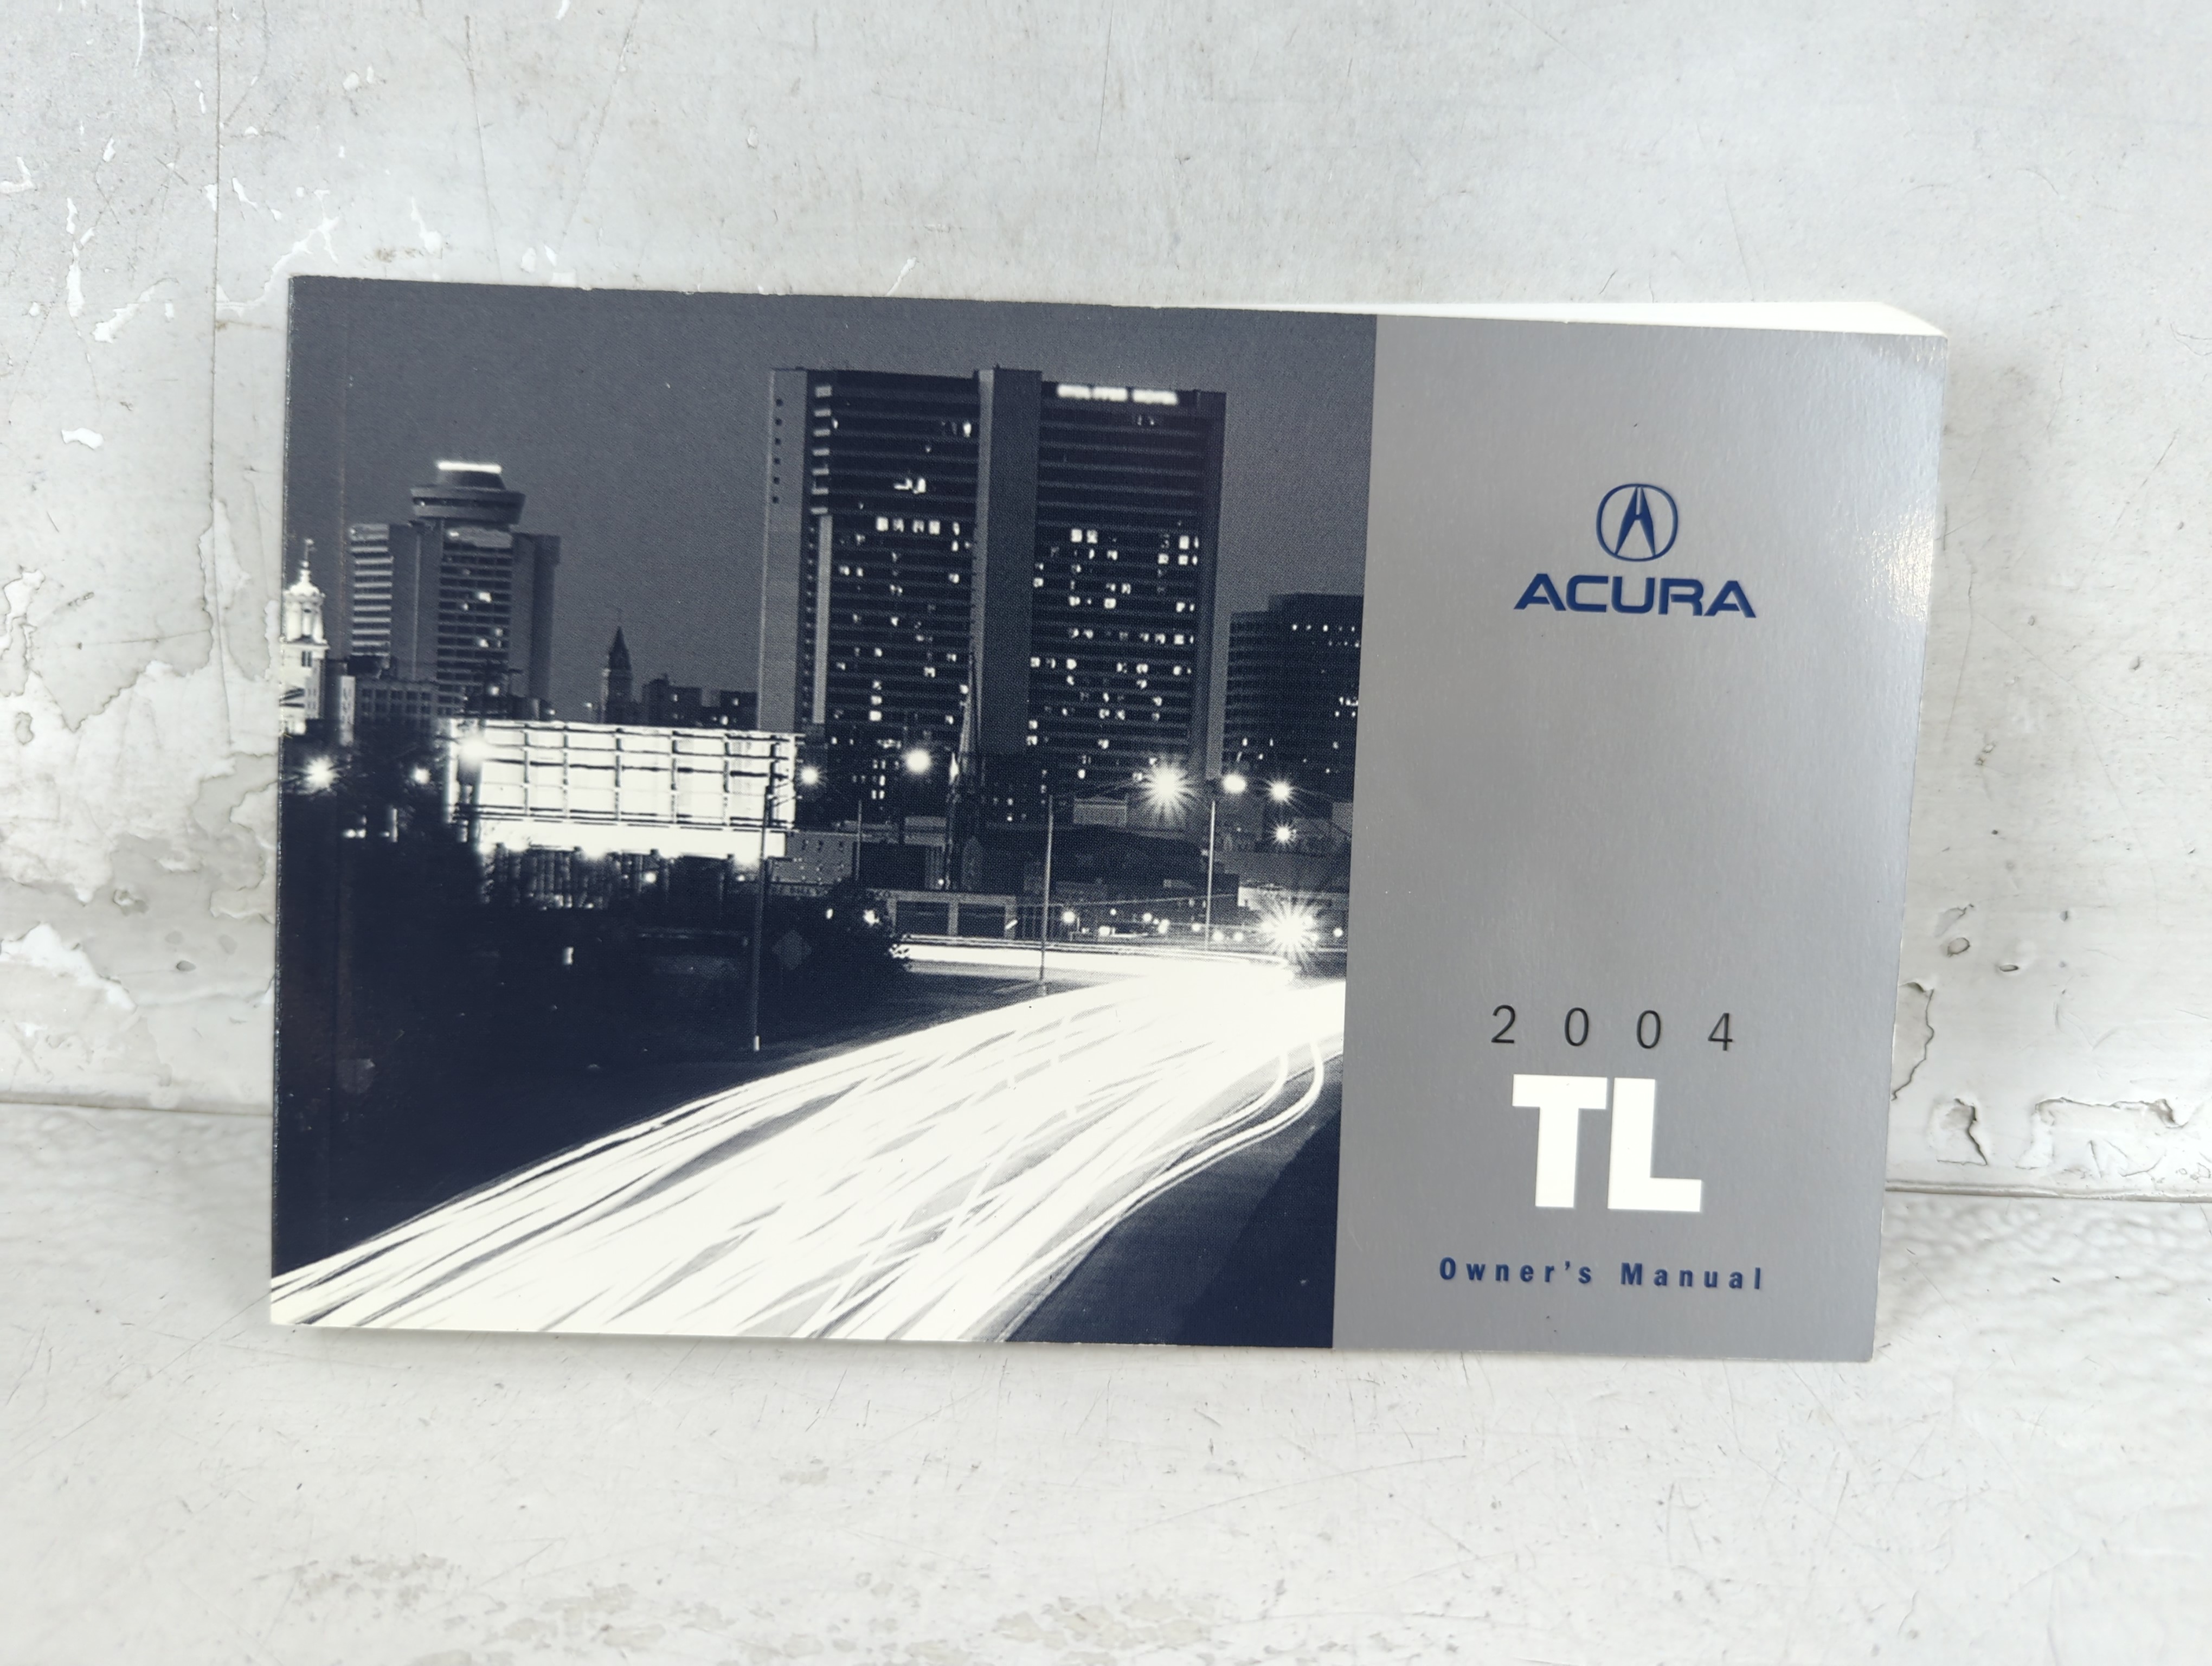 ACURA
2004
TL
Owner's Manual